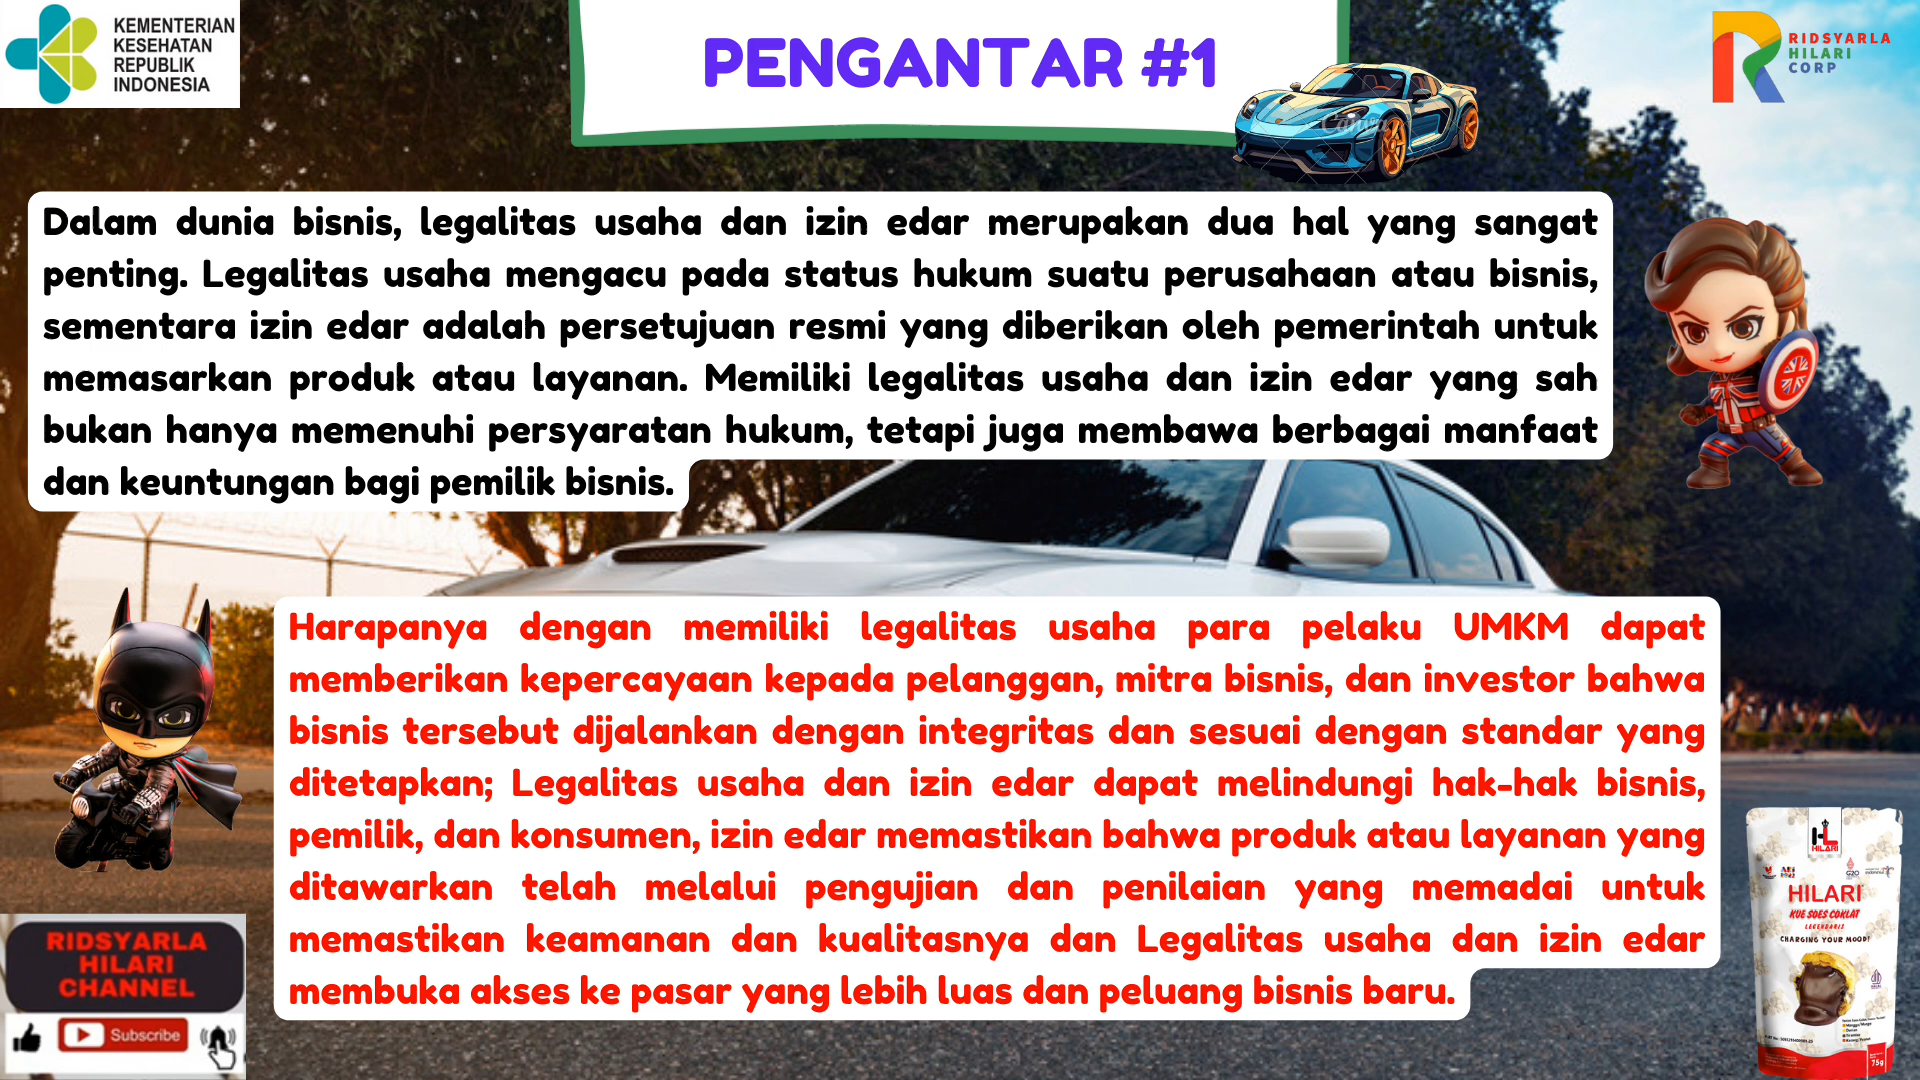 KEMENTERIAN
KESEHATAN
REPUBLIK
INDONESIA
PENGANTAR #1
RIDSYARLA
HILARI
CORP
Canva
Dalam dunia bisnis, legalitas usaha dan izin edar merupakan dua hal yang sangat
penting. Legalitas usaha mengacu pada status hukum suatu perusahaan atau bisnis,
sementara izin edar adalah persetujuan resmi yang diberikan oleh pemerintah untuk
memasarkan produk atau layanan. Memiliki legalitas usaha dan izin edar yang sah
bukan hanya memenuhi persyaratan hukum, tetapi juga membawa berbagai manfaat
dan keuntungan bagi pemilik bisnis.
Harapanya dengan memiliki legalitas usaha para pelaku UMKM dapat
memberikan kepercayaan kepada pelanggan, mitra bisnis, dan investor bahwa
bisnis tersebut dijalankan dengan integritas dan sesuai dengan standar yang
ditetapkan; Legalitas usaha dan izin edar dapat melindungi hak-hak bisnis,
pemilik, dan konsumen, izin edar memastikan bahwa produk atau layanan yang
ditawarkan telah melalui pengujian dan penilaian yang memadai untuk
memastikan keamanan dan kualitasnya dan Legalitas usaha dan izin edar
membuka akses ke pasar yang lebih luas dan peluang bisnis baru.
RIDSYARLA
HILARI
CHANNEL
Subscribe
HL
HILARI
G20
HILARI
KUE SOES COKLAT
LEGENDARIS
CHARGING YOUR MOOD!
75g